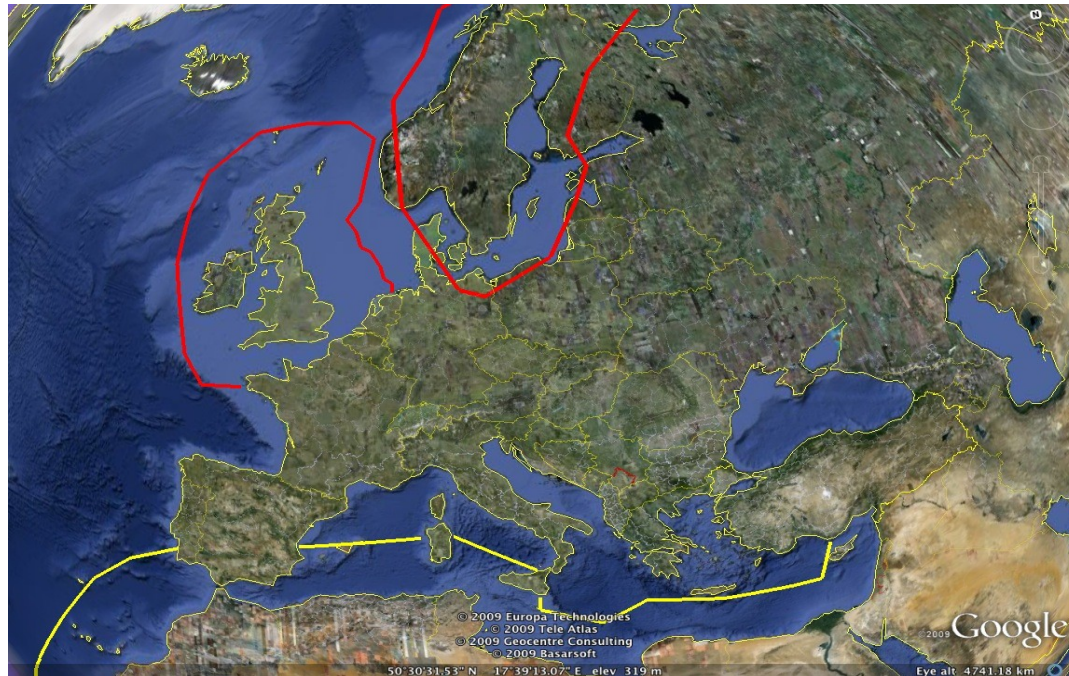 N
© 2009 Europa Technologies
© 2009 Tele Atlas
© 2009 Geocentre Consulting
© 2009 Basarsoft
2009 Google
50°30'31.53" N 17°39'13.07" E elev 319 m
Eye alt 4741.18 km